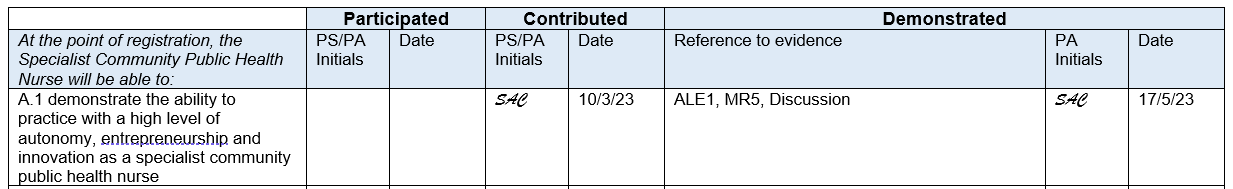 Participated Contributed Demonstrated
At the point of registration, the PS/PA Date PS/PA Date Reference to evidence PA Date
Specialist Community Public Health Initials Initials Initials
Nurse will be able to:
A.1 demonstrate the ability to SAC 10/3/23 ALE1, MR5, Discussion SAC 17/5/23
practice with a high level of
autonomy, entrepreneurship and
innovation as a specialist community
public health nurse